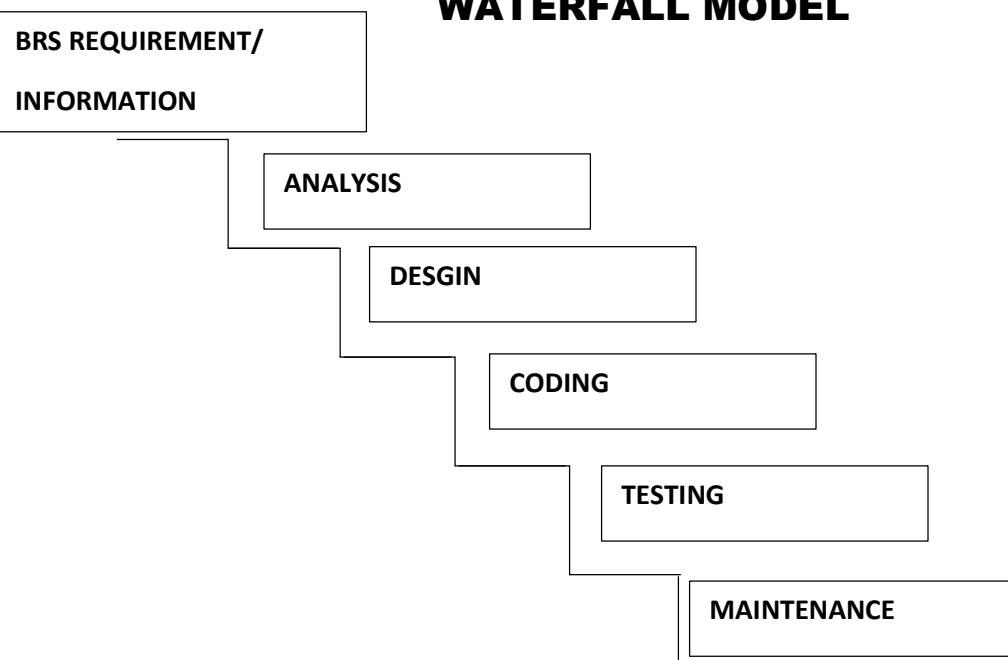 WATERFALL MODEL
BRS REQUIREMENT/
INFORMATION
ANALYSIS
DESGIN
CODING
TESTING
MAINTENANCE